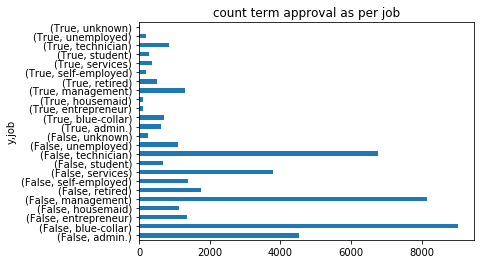 count term approval as per job
(True, unknown)
(True, unemployed)
(True, technician)
(True, student)
(True, services)
(True, self-employed)
(True, retired)
(True, management)
(True, housemaid)
(True, entrepreneur)
(True, blue-collar)
(True, admin.)
(False, unknown)
(False, unemployed)
(False, technician)
(False, student)
(False, services)
(False, self-employed)
(False, retired)
(False, management)
(False, housemaid)
(False, entrepreneur)
(False, blue-collar)
(False, admin.)
y,job
0 2000 4000 6000 8000